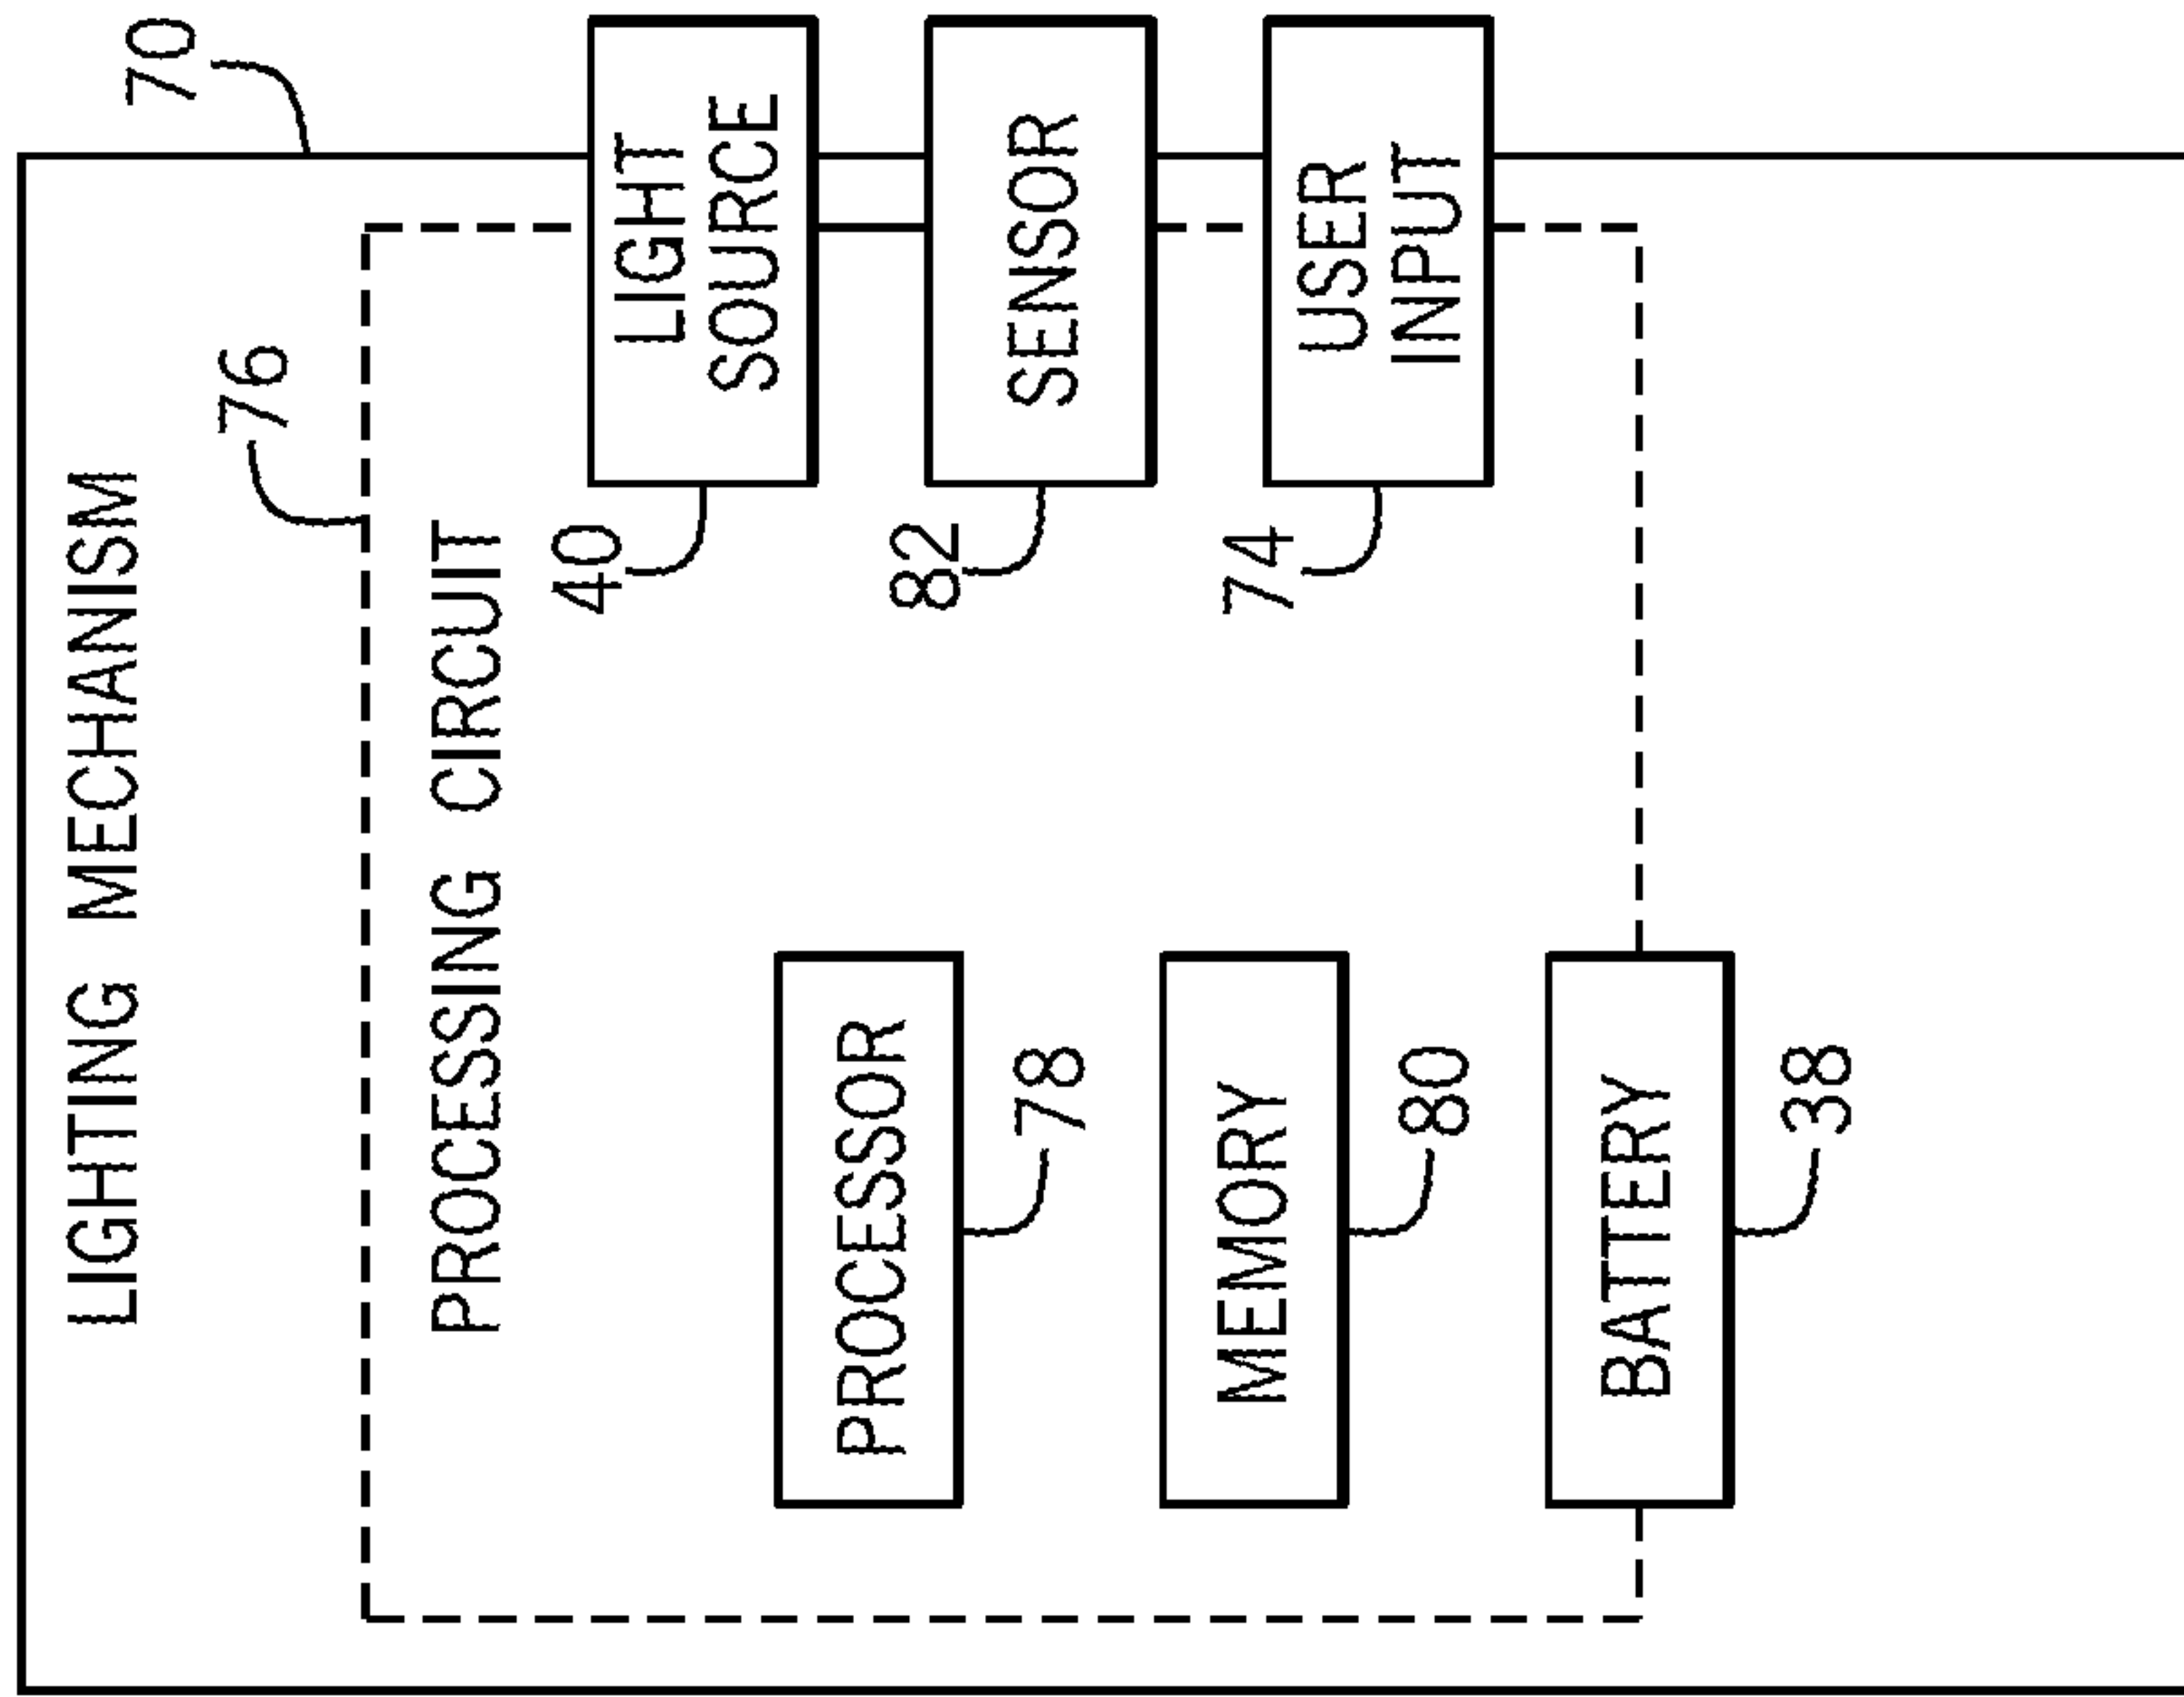 LIGHTING MECHANISM
70
76
PROCESSING CIRCUIT
40
LIGHT
SOURCE
PROCESSOR
78
82
SENSOR
MEMORY
80
74
USER
INPUT
BATTERY
38